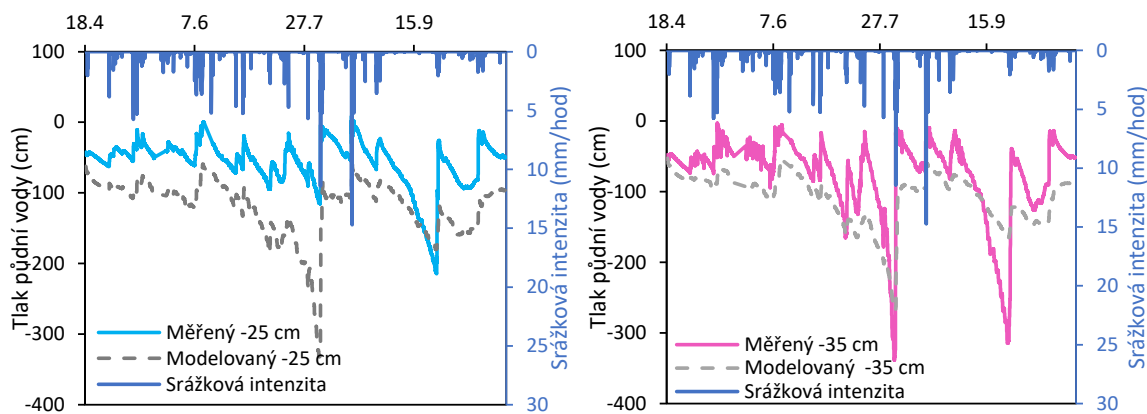 18.4 7.6 27.7 15.9
100
0
-100
-200
-300
-400
Tlak půdní vody (cm)
0
5
10
15
20
25
30
Srážková intenzita (mm/hod)
Měřený -25 cm
Modelovaný -25 cm
Srážková intenzita
18.4 7.6 27.7 15.9
100
0
-100
-200
-300
-400
Tlak půdní vody (cm)
0
5
10
15
20
25
30
Srážková intenzita (mm/hod)
Měřený -35 cm
Modelovaný -35 cm
Srážková intenzita